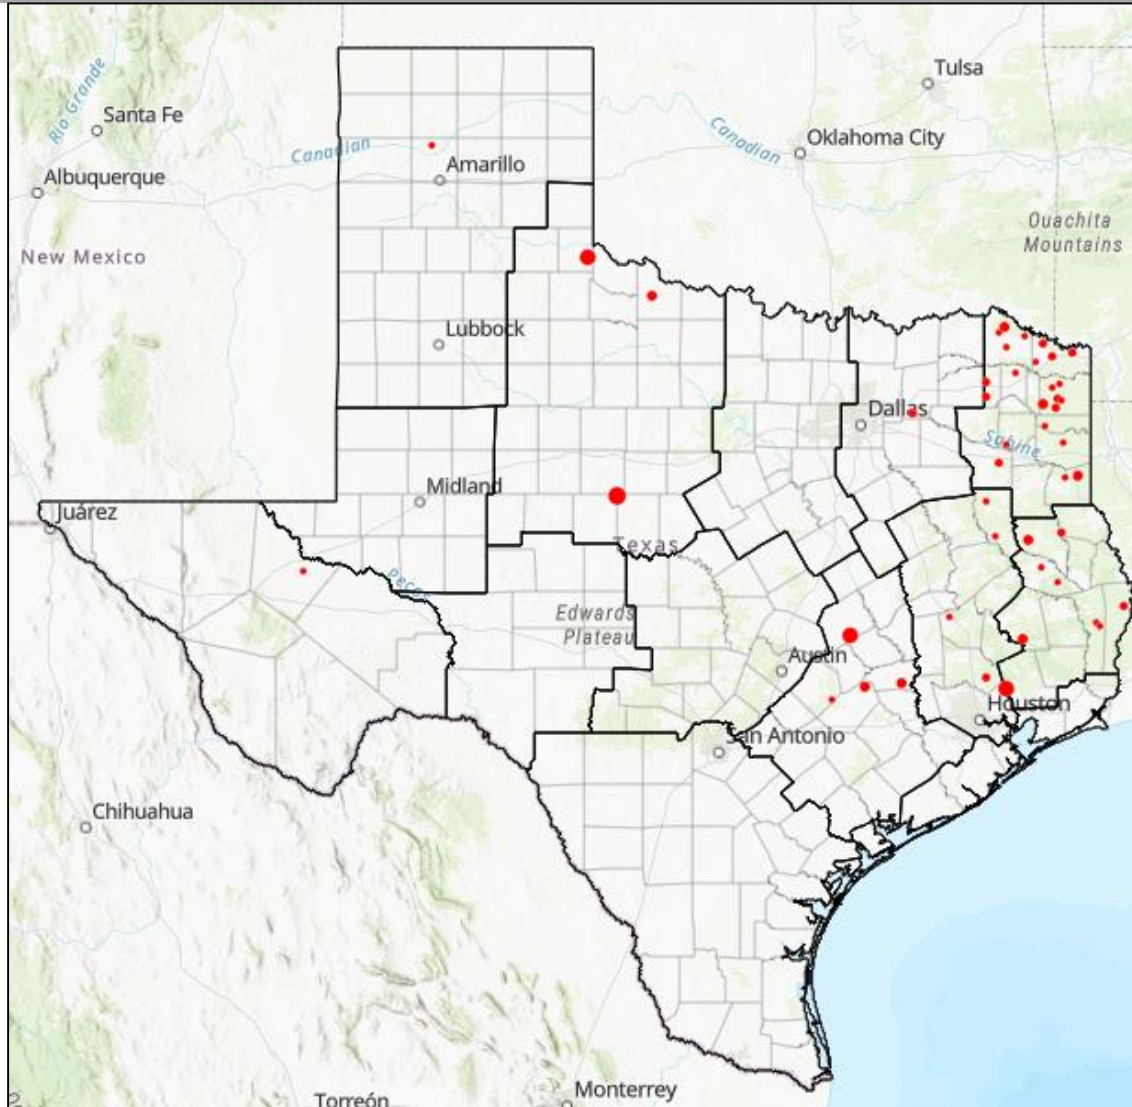 Tulsa
Santa Fe
Rio Grande
Canadian
Canadian
Oklahoma City
Amarillo
Albuquerque
Ouachita
Mountains
New Mexico
Lubbock
Dallas
Sabine
Midland
Juárez
Texas
Pecos
Edwards
Plateau
Austin
Houston
San Antonio
Chihuahua
Monterrey
Torreón